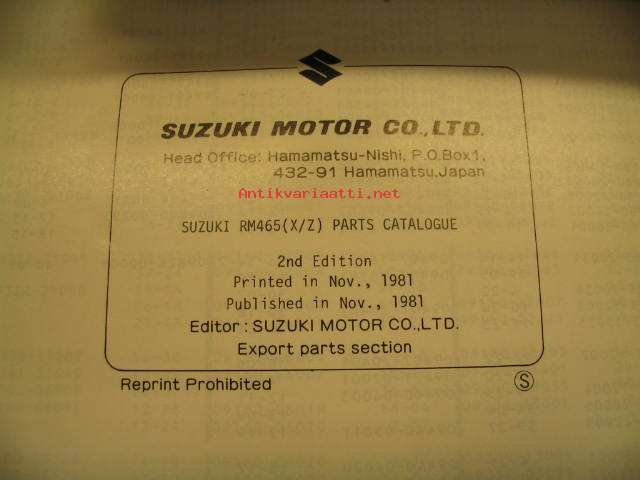 SUZUKI MOTOR CO.,LTD.
Head Office: Hamamatsu-Nishi, P.O.Box1,
432-91 Hamamatsu,Japan
Antikvariaatti.net
SUZUKI RM465(X/Z) PARTS CATALOGUE
2nd Edition
Printed in Nov., 1981
Published in Nov., 1981
Editor : SUZUKI MOTOR CO.,LTD.
Export parts section
Reprint Prohibited
S